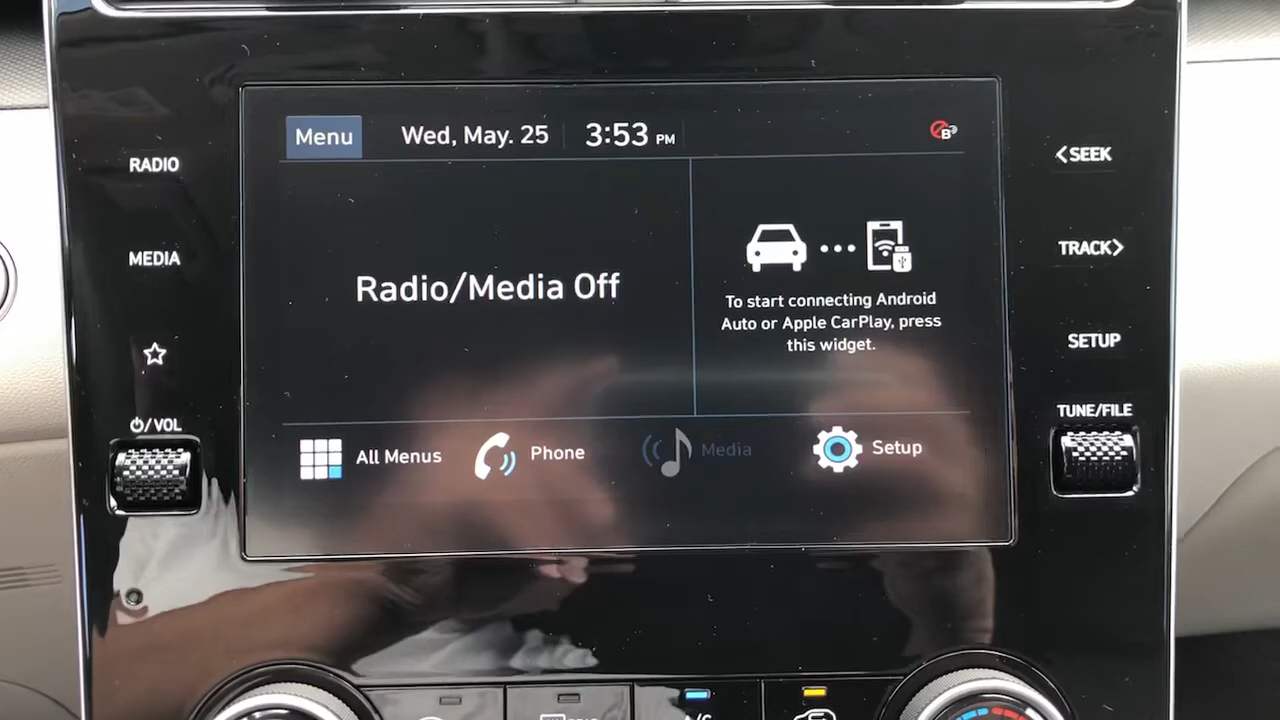 Menu
Wed, May. 25
3:53 PM
B
RADIO
MEDIA
/VOL
Radio/Media Off
To start connecting Android
Auto or Apple CarPlay, press
this widget.
All Menus
Phone
Media
Setup
<SEEK
TRACK>
SETUP
TUNE/FILE